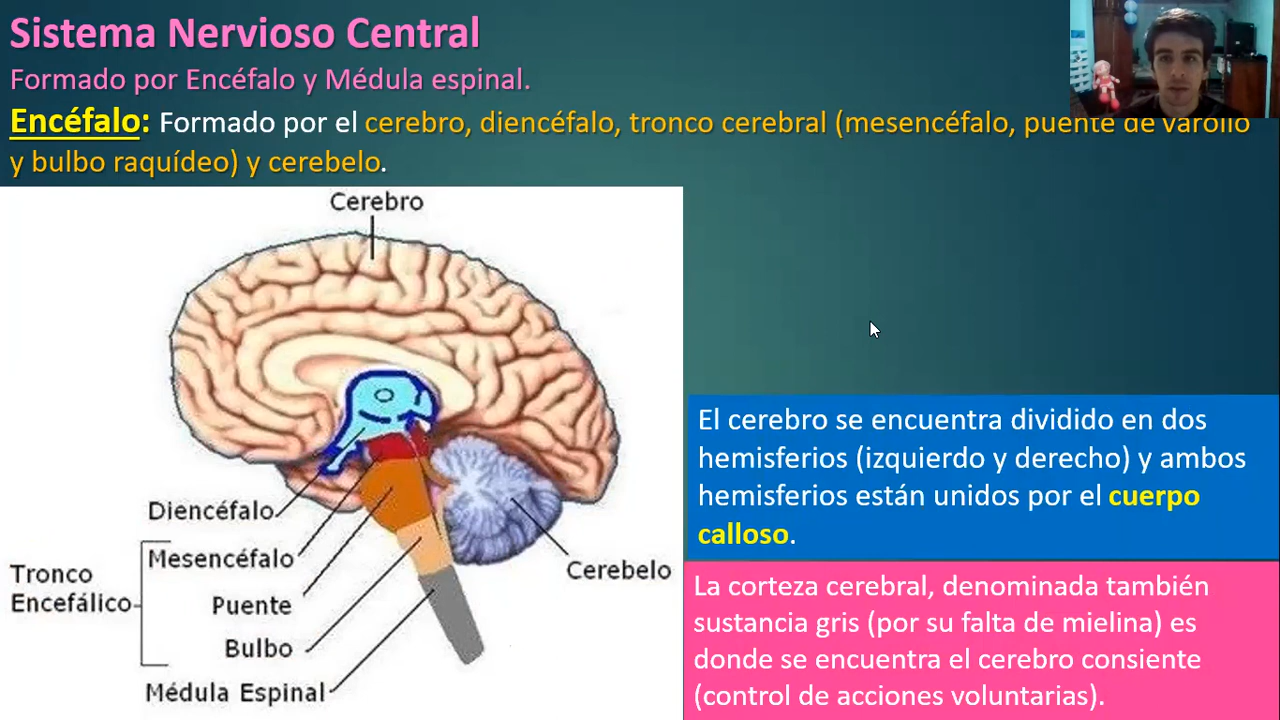 Sistema Nervioso Central
Formado por Encéfalo y Médula espinal.
Encéfalo: Formado por el cerebro, diencéfalo, tronco cerebral (mesencéfalo, puente de varolio
y bulbo raquídeo) y cerebelo.
Cerebro
Diencéfalo
Mesencéfalo
Tronco
Encefálico
Puente
Bulbo
Médula Espinal
Cerebelo
El cerebro se encuentra dividido en dos
hemisferios (izquierdo y derecho) y ambos
hemisferios están unidos por el cuerpo
calloso.
La corteza cerebral, denominada también
sustancia gris (por su falta de mielina) es
donde se encuentra el cerebro consiente
(control de acciones voluntarias).